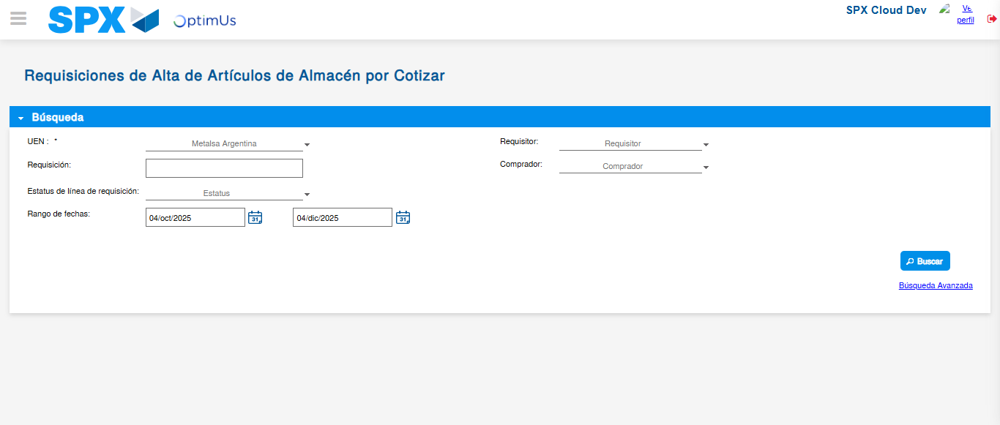 SPX
OptimUs
SPX Cloud Dev
Ve
perfil
Requisiciones de Alta de Artículos de Almacén por Cotizar
Búsqueda
UEN : *
Metalsa Argentina
Requisitor:
Requisitor
Requisición:
Comprador:
Comprador
Estatus de línea de requisición:
Estatus
Rango de fechas:
04/oct/2025
31
04/dic/2025
31
Buscar
Búsqueda Avanzada